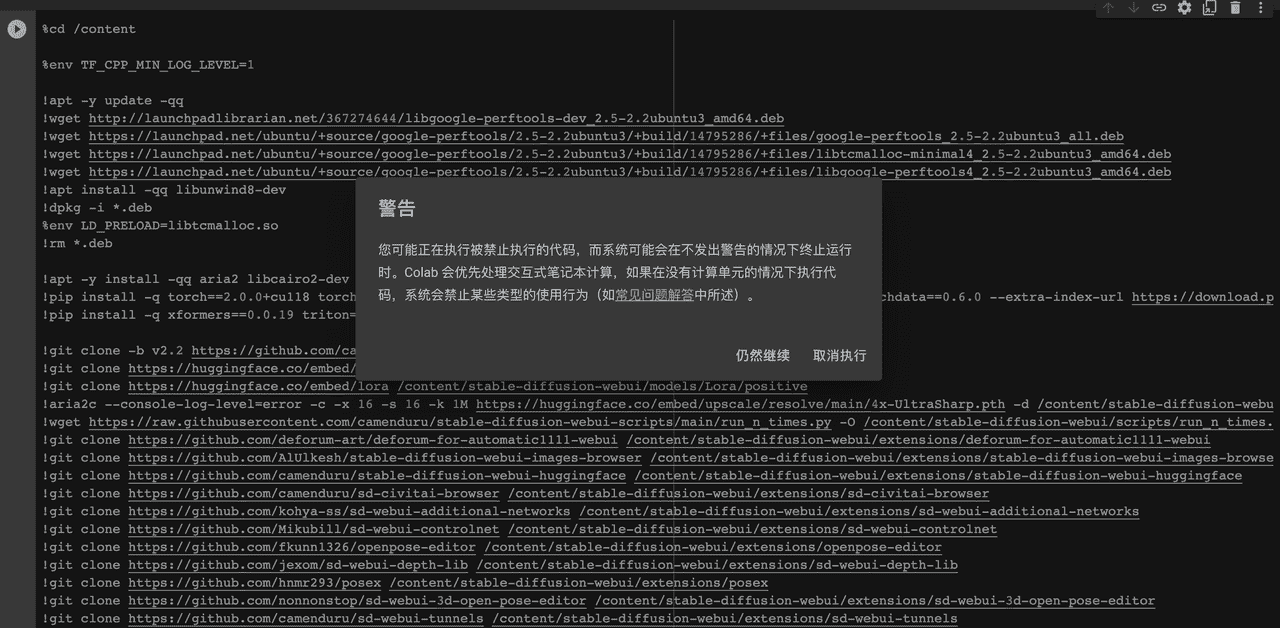 %cd /content
%env TF_CPP_MIN_LOG_LEVEL=1
!apt -y update -qq
!wget http://launchpadlibrarian.net/367274644/libgoogle-perftools-dev_2.5-2.2ubuntu3_amd64.deb
!wget https://launchpad.net/ubuntu/+source/google-perftools/2.5-2.2ubuntu3/+build/14795286/+files/google-perftools_2.5-2.2ubuntu3_all.deb
!wget https://launchpad.net/ubuntu/+source/google-perftools/2.5-2.2ubuntu3/+build/14795286/+files/libtcmalloc-minimal4_2.5-2.2ubuntu3_amd64.deb
!wget https://launchpad.net/ubuntu/+source/google-perftools/2.5-2.2ubuntu3/+build/14795286/+files/libgoogle-perftools4_2.5-2.2ubuntu3_amd64.deb
!apt install -qq libunwind8-dev
!dpkg -i *.deb
%env LD_PRELOAD=libtcmalloc.so
!rm *.deb
!apt -y install -qq aria2 libcairo2-dev
!pip install -q torch==2.0.0+cu118 torch chdata==0.6.0 --extra-index-url https://download.p
!pip install -q xformers==0.0.19 triton=
!git clone -b v2.2 https://github.com/ca
!git clone https://huggingface.co/embed/
!git clone https://huggingface.co/embed/lora /content/stable-diffusion-webui/models/Lora/positive
!aria2c --console-log-level=error -c -x 16 -s 16 -k 1M https://huggingface.co/embed/upscale/resolve/main/4x-UltraSharp.pth -d /content/stable-diffusion-webu
!wget https://raw.githubusercontent.com/camenduru/stable-diffusion-webui-scripts/main/run_n_times.py -O /content/stable-diffusion-webui/scripts/run_n_times.
!git clone https://github.com/deforum-art/deforum-for-automatic1111-webui /content/stable-diffusion-webui/extensions/deforum-for-automatic1111-webui
!git clone https://github.com/AlUlkesh/stable-diffusion-webui-images-browser /content/stable-diffusion-webui/extensions/stable-diffusion-webui-images-browse
!git clone https://github.com/camenduru/stable-diffusion-webui-huggingface /content/stable-diffusion-webui/extensions/stable-diffusion-webui-huggingface
!git clone https://github.com/camenduru/sd-civitai-browser /content/stable-diffusion-webui/extensions/sd-civitai-browser
!git clone https://github.com/kohya-ss/sd-webui-additional-networks /content/stable-diffusion-webui/extensions/sd-webui-additional-networks
!git clone https://github.com/Mikubill/sd-webui-controlnet /content/stable-diffusion-webui/extensions/sd-webui-controlnet
!git clone https://github.com/fkunn1326/openpose-editor /content/stable-diffusion-webui/extensions/openpose-editor
!git clone https://github.com/jexom/sd-webui-depth-lib /content/stable-diffusion-webui/extensions/sd-webui-depth-lib
!git clone https://github.com/hnmr293/posex /content/stable-diffusion-webui/extensions/posex
!git clone https://github.com/nonnonstop/sd-webui-3d-open-pose-editor /content/stable-diffusion-webui/extensions/sd-webui-3d-open-pose-editor
!git clone https://github.com/camenduru/sd-webui-tunnels /content/stable-diffusion-webui/extensions/sd-webui-tunnels
警告
您可能正在执行被禁止执行的代码，而系统可能会在不发出警告的情况下终止运行
时。Colab 会优先处理交互式笔记本计算，如果在没有计算单元的情况下执行代
码，系统会禁止某些类型的使用行为（如常见问题解答中所述）。
仍然继续 取消执行